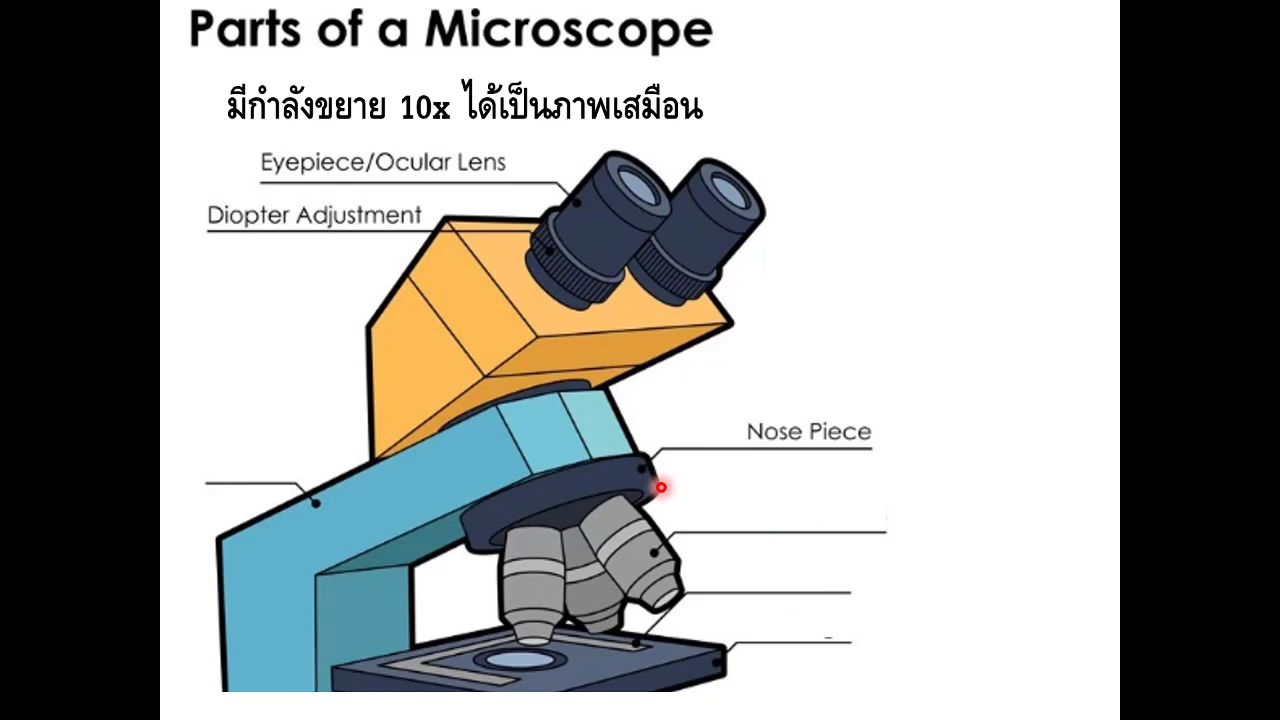 Parts of a Microscope
มีกำลังขยาย 10x ได้เป็นภาพเสมือน
Eyepiece/Ocular Lens
Diopter Adjustment
Nose Piece